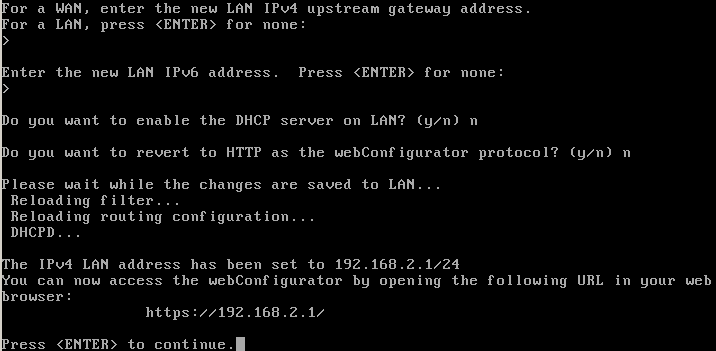 For a WAN, enter the new LAN IPv4 upstream gateway address.
For a LAN, press <ENTER> for none:
>
Enter the new LAN IPv6 address.  Press <ENTER> for none:
>
Do you want to enable the DHCP server on LAN? (y/n) n
Do you want to revert to HTTP as the webConfigurator protocol? (y/n) n
Please wait while the changes are saved to LAN...
 Reloading filter...
 Reloading routing configuration...
 DHCPD...
The IPv4 LAN address has been set to 192.168.2.1/24
You can now access the webConfigurator by opening the following URL in your web
browser:
                https://192.168.2.1/
Press <ENTER> to continue.